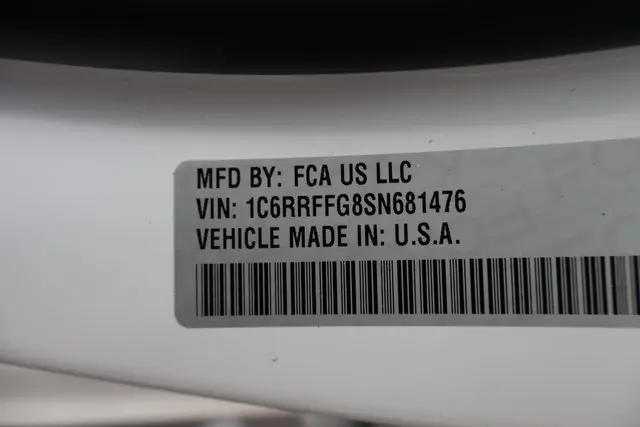 MFD BY: FCA US LLC
VIN: 1C6RRFFG8SN681476
VEHICLE MADE IN: U.S.A.